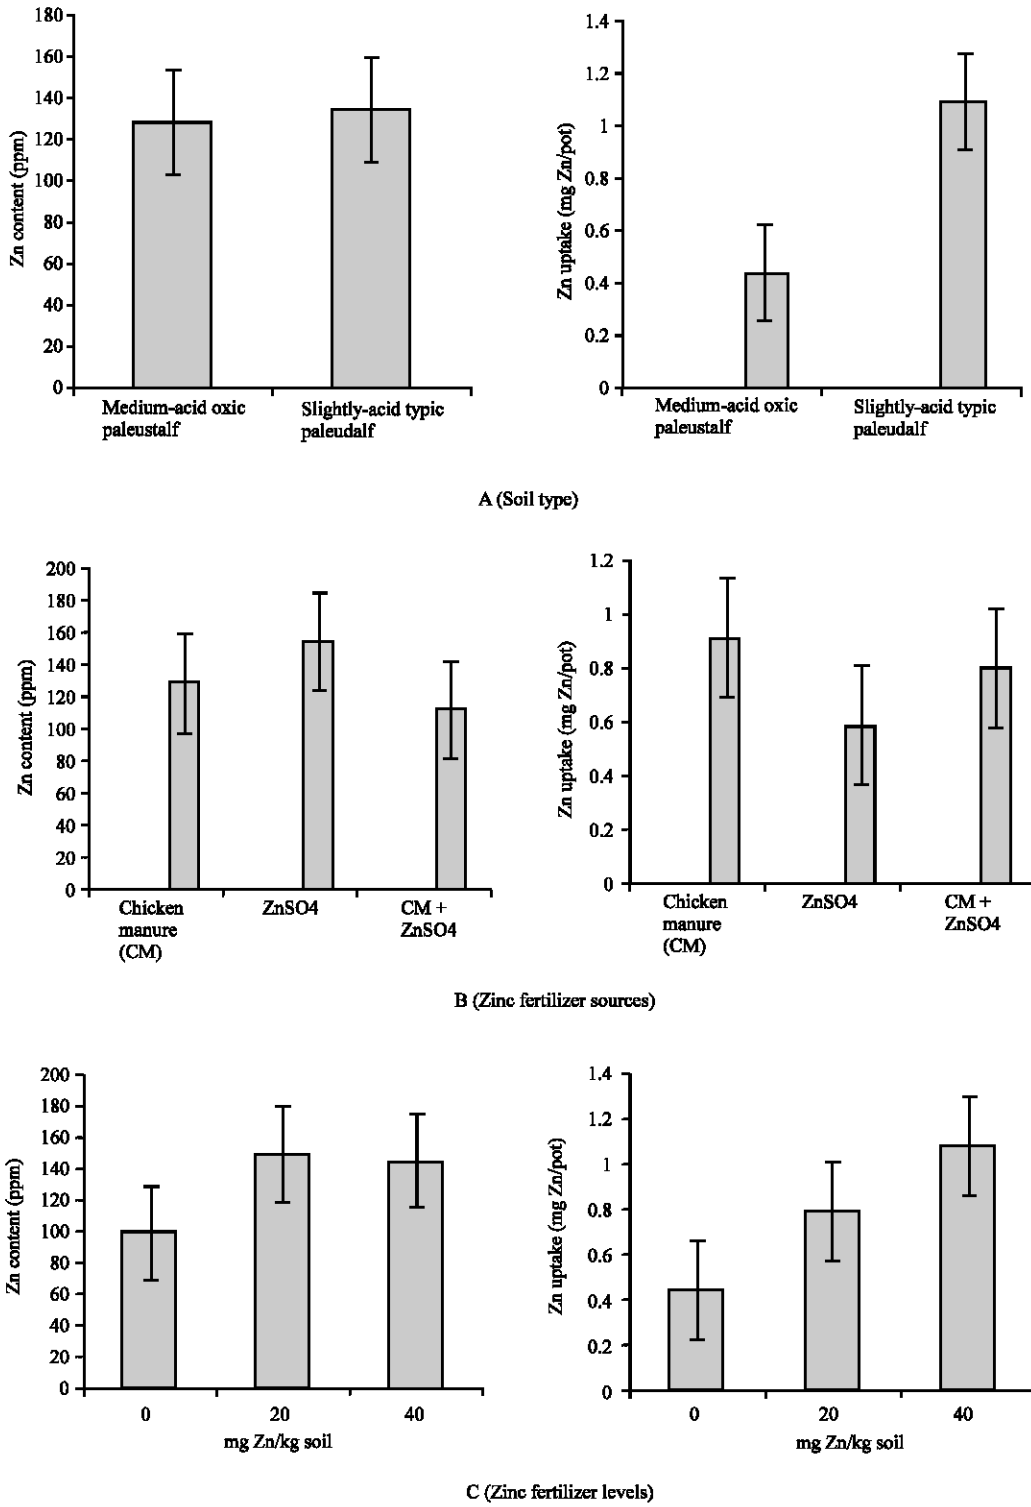 180
160
140
120
100
80
60
40
20
0
Zn content (ppm)
Medium-acid oxic
paleustalf
Slightly-acid typic
paleudalf
1.4
1.2
1
0.8
0.6
0.4
0.2
0
Zn uptake (mg Zn/pot)
Medium-acid oxic
paleustalf
Slightly-acid typic
paleudalf
A (Soil type)
200
180
160
140
120
100
80
60
40
20
0
Zn content (ppm)
Chicken
manure
(CM)
ZnSO4
CM +
ZnSO4
1.2
1
0.8
0.6
0.4
0.2
0
Zn uptake (mg Zn/pot)
Chicken
manure
(CM)
ZnSO4
CM +
ZnSO4
B (Zinc fertilizer sources)
200
180
160
140
120
100
80
60
40
20
0
Zn content (ppm)
0
20
40
mg Zn/kg soil
1.4
1.2
1
0.8
0.6
0.4
0.2
0
Zn uptake (mg Zn/pot)
0
20
40
mg Zn/kg soil
C (Zinc fertilizer levels)